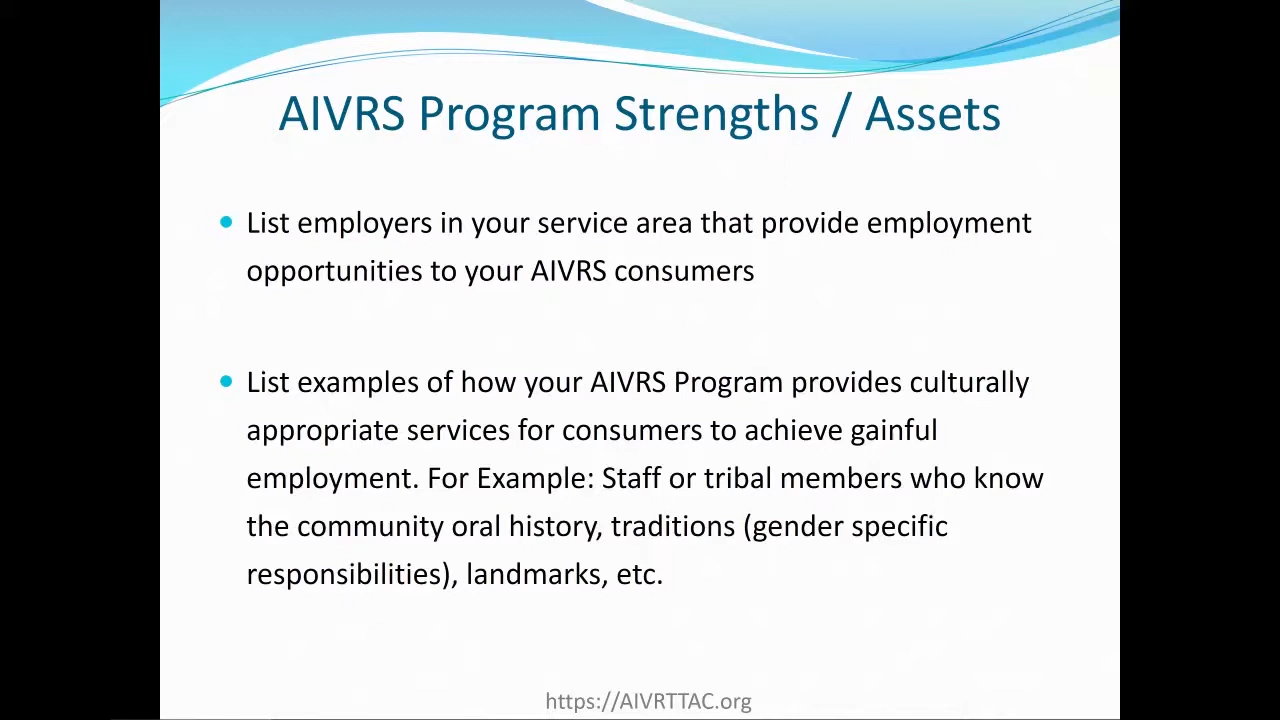 AIVRS Program Strengths / Assets
• List employers in your service area that provide employment
opportunities to your AIVRS consumers
• List examples of how your AIVRS Program provides culturally
appropriate services for consumers to achieve gainful
employment. For Example: Staff or tribal members who know
the community oral history, traditions (gender specific
responsibilities), landmarks, etc.
https://AIVRTTAC.org